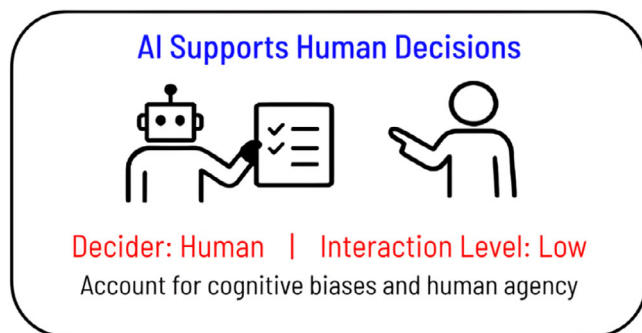 AI Supports Human Decisions
Decider: Human | Interaction Level: Low
Account for cognitive biases and human agency